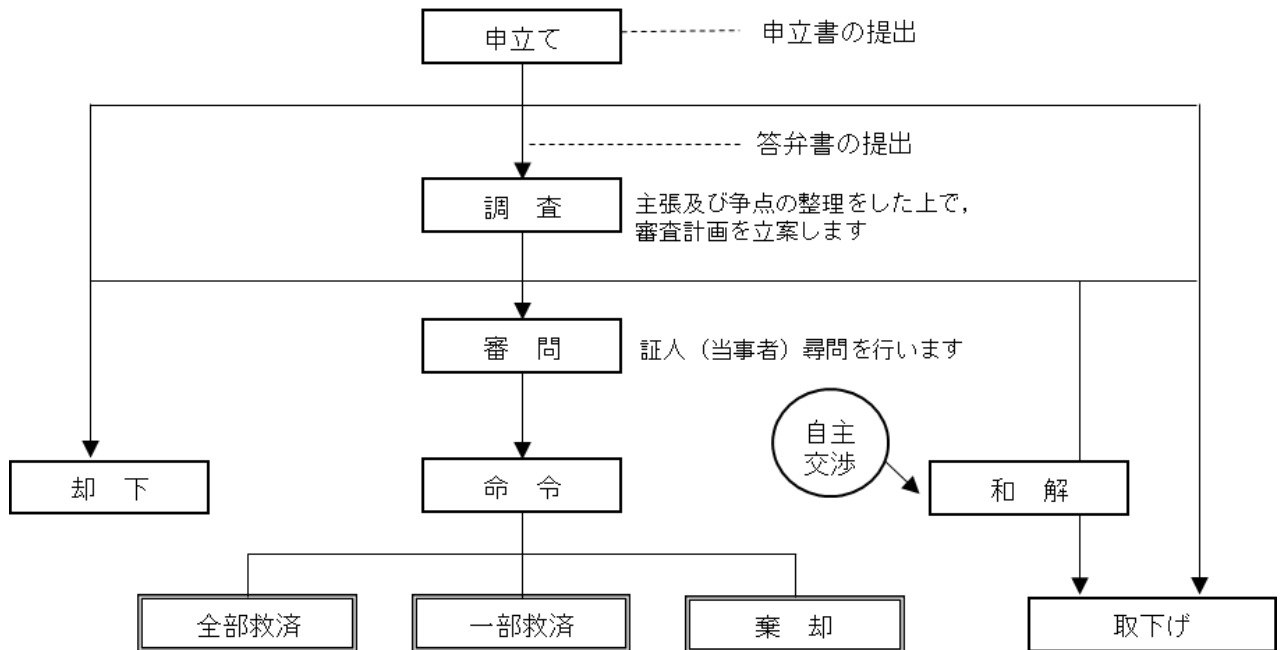 申立て
申立書の提出
答弁書の提出
調 査
主張及び争点の整理をした上で,
審査計画を立案します
審 問
証人（当事者）尋問を行います
自主
交渉
却 下
命 令
和 解
全部救済
一部救済
棄 却
取下げ